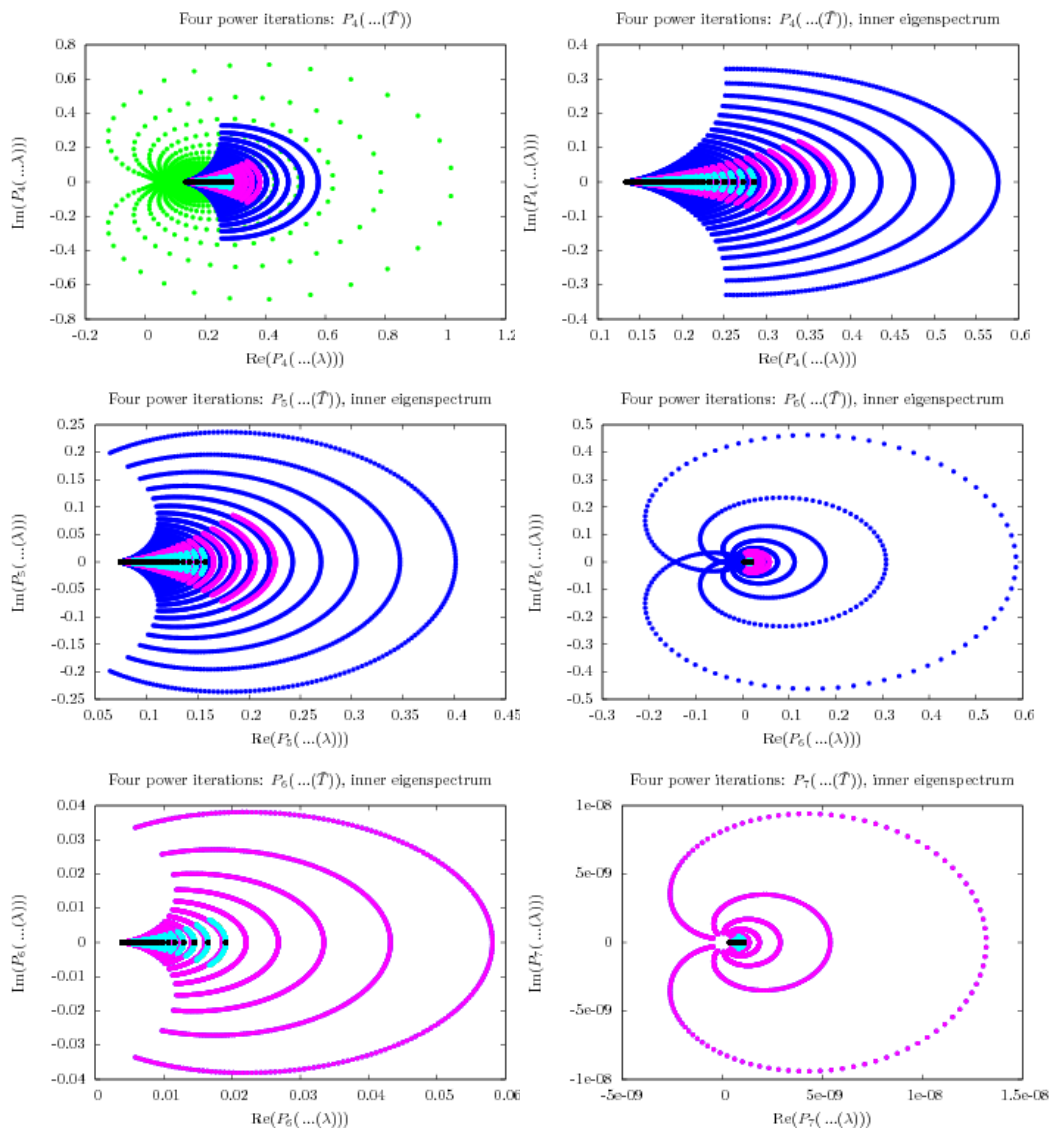 Four power iterations: P₄( ...(T̂))
Im(P₄( ...(λ)))
0.8
0.6
0.4
0.2
0
-0.2
-0.4
-0.6
-0.8
-0.2 0 0.2 0.4 0.6 0.8 1 1.2
Re(P₄( ...(λ)))
Four power iterations: P₄( ...(T̂)), inner eigenspectrum
Im(P₄( ...(λ)))
0.4
0.3
0.2
0.1
0
-0.1
-0.2
-0.3
-0.4
0.1 0.15 0.2 0.25 0.3 0.35 0.4 0.45 0.5 0.55 0.6
Re(P₄( ...(λ)))
Four power iterations: P₅( ...(T̂)), inner eigenspectrum
Im(P₅( ...(λ)))
0.25
0.2
0.15
0.1
0.05
0
-0.05
-0.1
-0.15
-0.2
-0.25
0.05 0.1 0.15 0.2 0.25 0.3 0.35 0.4 0.45
Re(P₅( ...(λ)))
Four power iterations: P₆( ...(T̂)), inner eigenspectrum
Im(P₆( ...(λ)))
0.5
0.4
0.3
0.2
0.1
0
-0.1
-0.2
-0.3
-0.4
-0.5
-0.3 -0.2 -0.1 0 0.1 0.2 0.3 0.4 0.5 0.6
Re(P₆( ...(λ)))
Four power iterations: P₆( ...(T̂)), inner eigenspectrum
Im(P₆( ...(λ)))
0.04
0.03
0.02
0.01
0
-0.01
-0.02
-0.03
-0.04
0 0.01 0.02 0.03 0.04 0.05 0.06
Re(P₆( ...(λ)))
Four power iterations: P₇( ...(T̂)), inner eigenspectrum
Im(P₇( ...(λ)))
1e-08
5e-09
0
-5e-09
-1e-08
-5e-09 0 5e-09 1e-08 1.5e-08
Re(P₇( ...(λ)))